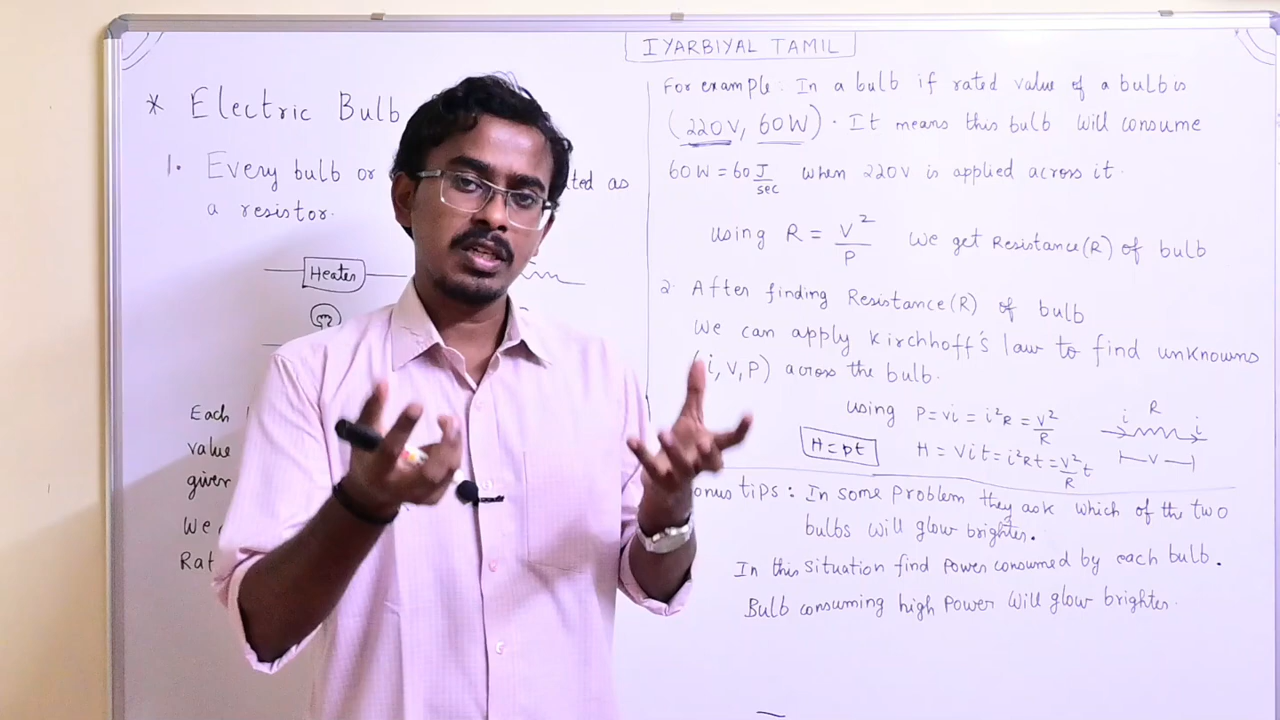 IYARBIYAL TAMIL
* Electric Bulb
1. Every bulb or ated as
a resistor.
Heater
Each
value
given
We
Rat
For example: In a bulb if rated value of a bulb is
(220V, 60W). It means this bulb will consume
60W = 60 J/sec when 220V is applied across it.
using R = V²/P We get Resistance(R) of bulb
2. After finding Resistance(R) of bulb
We can apply Kirchhoff's law to find unknowns
(i, V, P) across the bulb.
using P = Vi = i²R = V²/R
i R i
V
H = Pt H = Vit = i²Rt = V²/R t
onus tips: In some problem they ask which of the two
bulbs will glow brighter.
In this situation find power consumed by each bulb.
Bulb consuming high power will glow brighter.